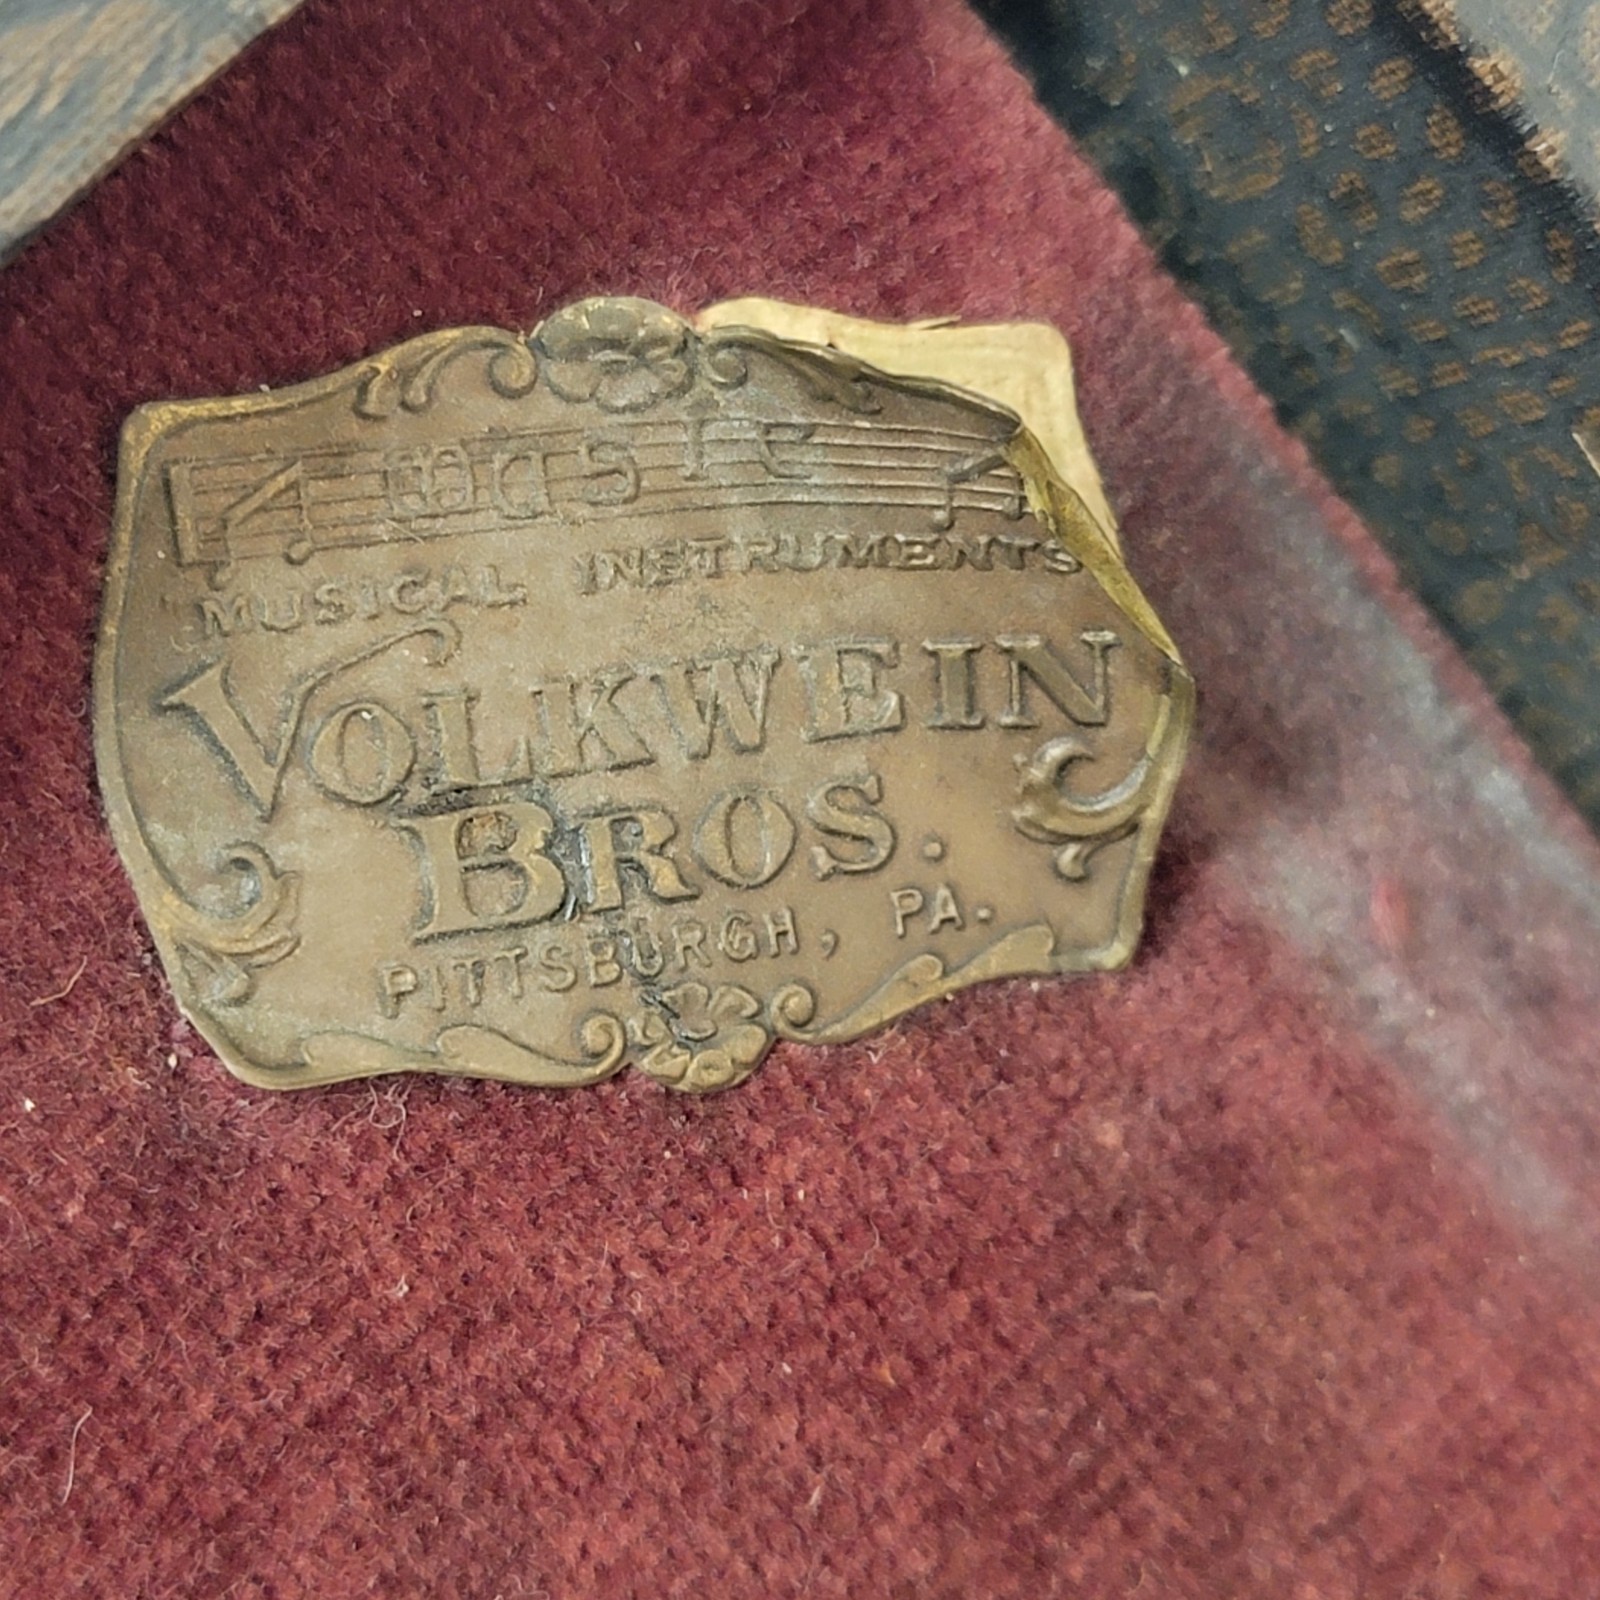 MUSIC
MUSICAL INSTRUMENTS
VOLKWEIN
BROS.
PITTSBURGH, PA.